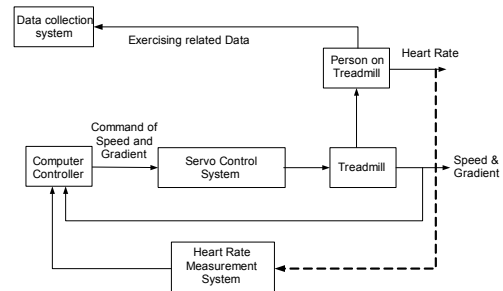 Data collection
system
Exercising related Data
Person on
Treadmill
Heart Rate
Command of
Speed and
Gradient
Computer
Controller
Servo Control
System
Treadmill
Speed &
Gradient
Heart Rate
Measurement
System